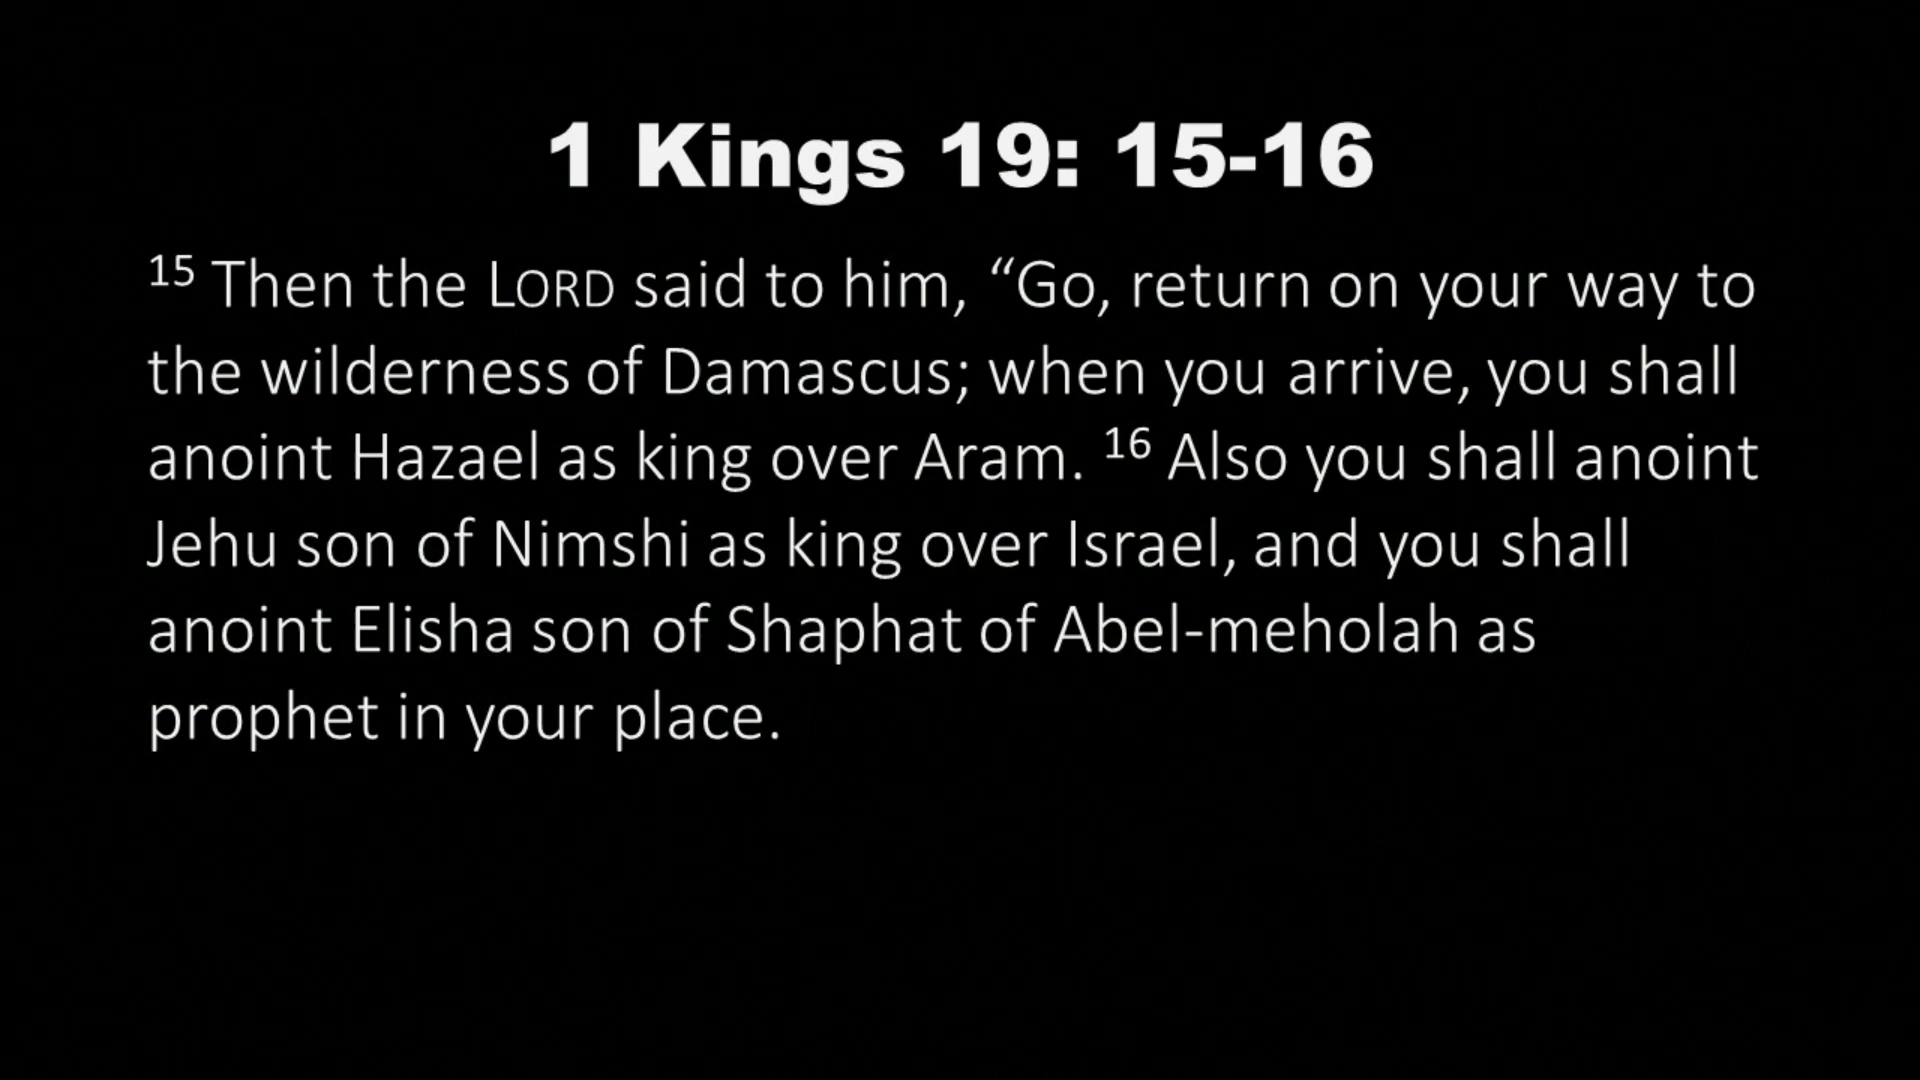 1 Kings 19: 15-16
15 Then the LORD said to him, “Go, return on your way to
the wilderness of Damascus; when you arrive, you shall
anoint Hazael as king over Aram. 16 Also you shall anoint
Jehu son of Nimshi as king over Israel, and you shall
anoint Elisha son of Shaphat of Abel-meholah as
prophet in your place.